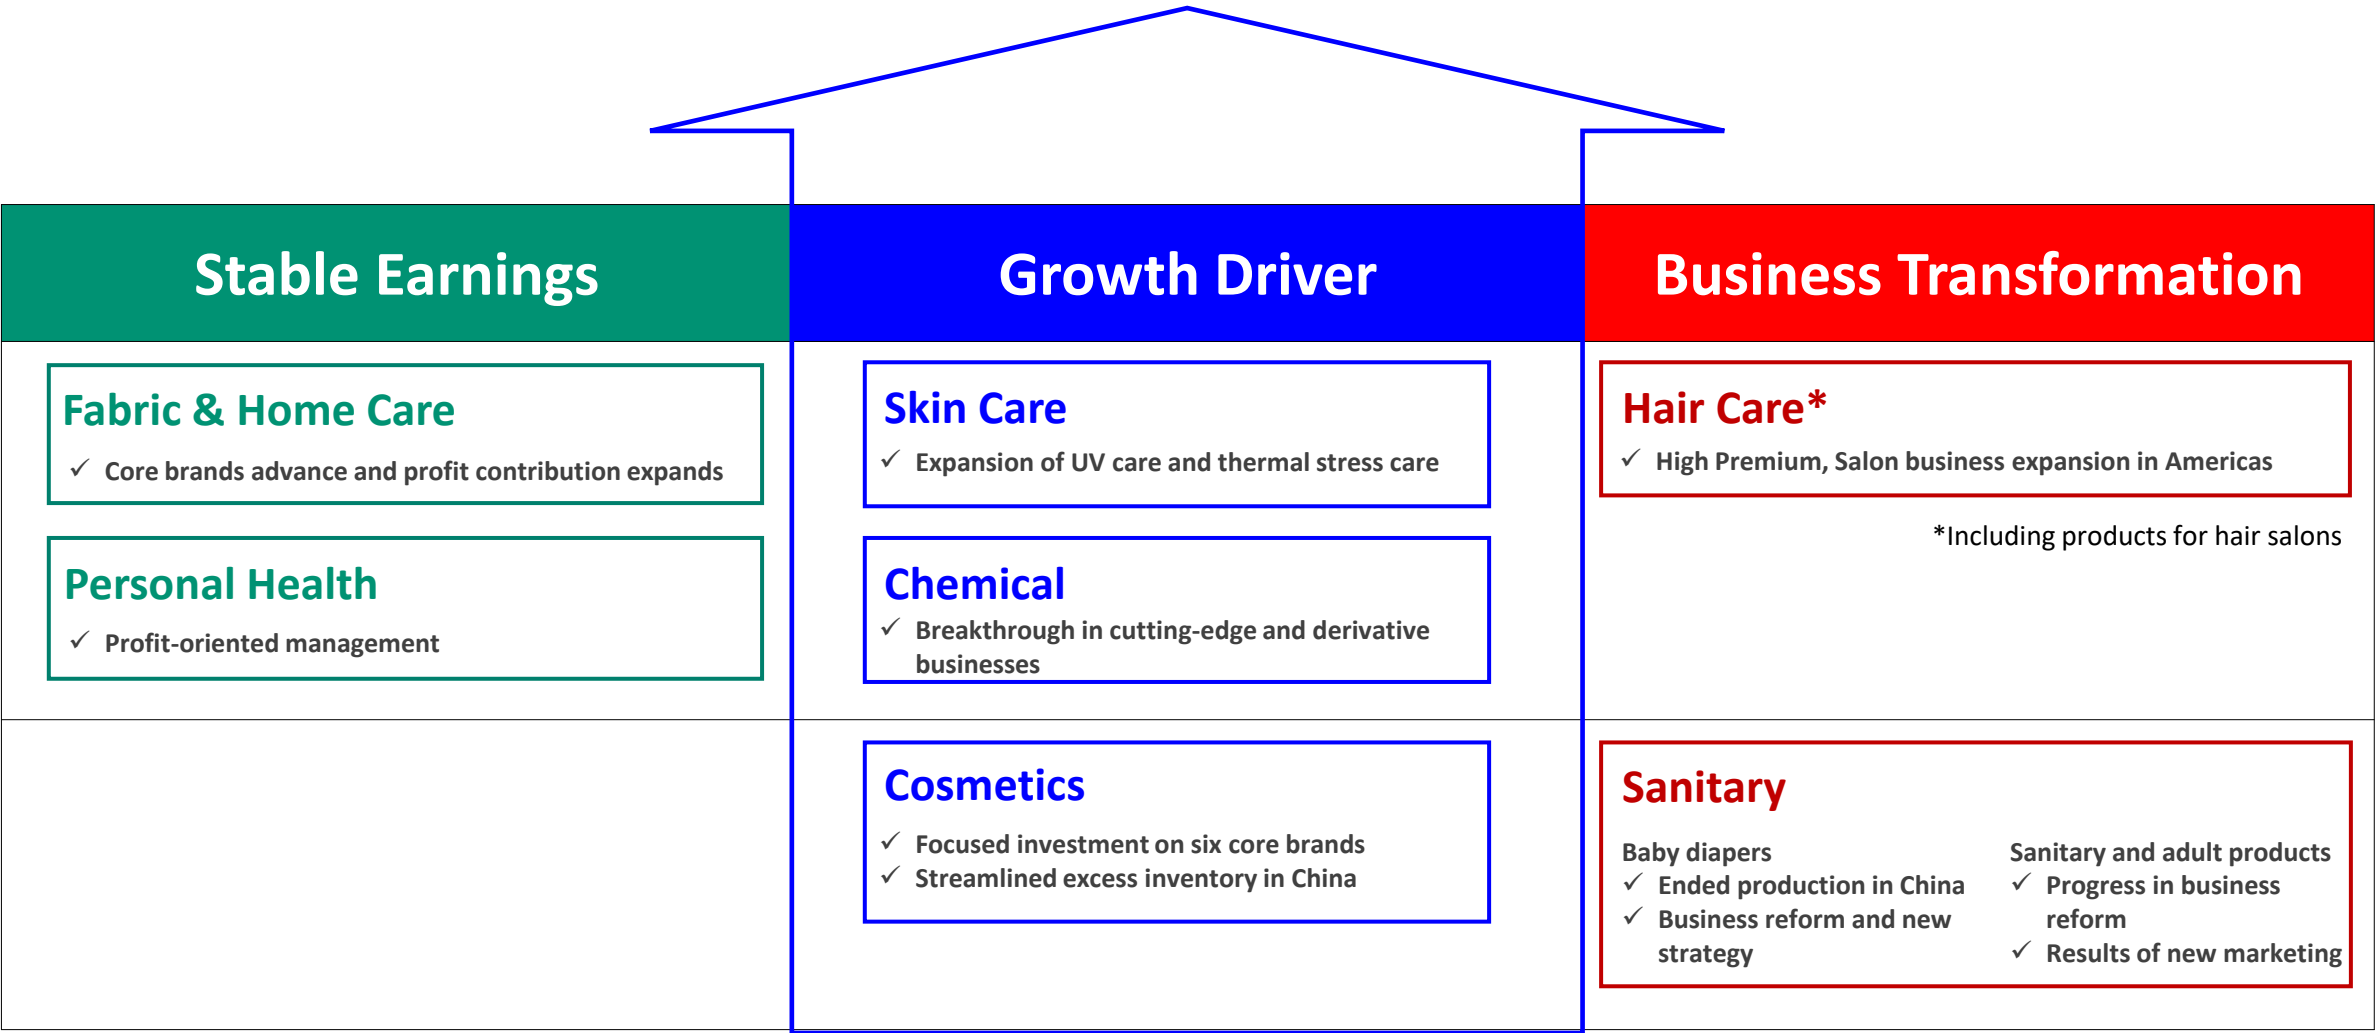 Stable Earnings
Growth Driver
Business Transformation
Fabric & Home Care
✓ Core brands advance and profit contribution expands
Personal Health
✓ Profit-oriented management
Skin Care
✓ Expansion of UV care and thermal stress care
Chemical
✓ Breakthrough in cutting-edge and derivative
businesses
Hair Care*
✓ High Premium, Salon business expansion in Americas
*Including products for hair salons
Cosmetics
✓ Focused investment on six core brands
✓ Streamlined excess inventory in China
Sanitary
Baby diapers
✓ Ended production in China
✓ Business reform and new
strategy
Sanitary and adult products
✓ Progress in business
reform
✓ Results of new marketing